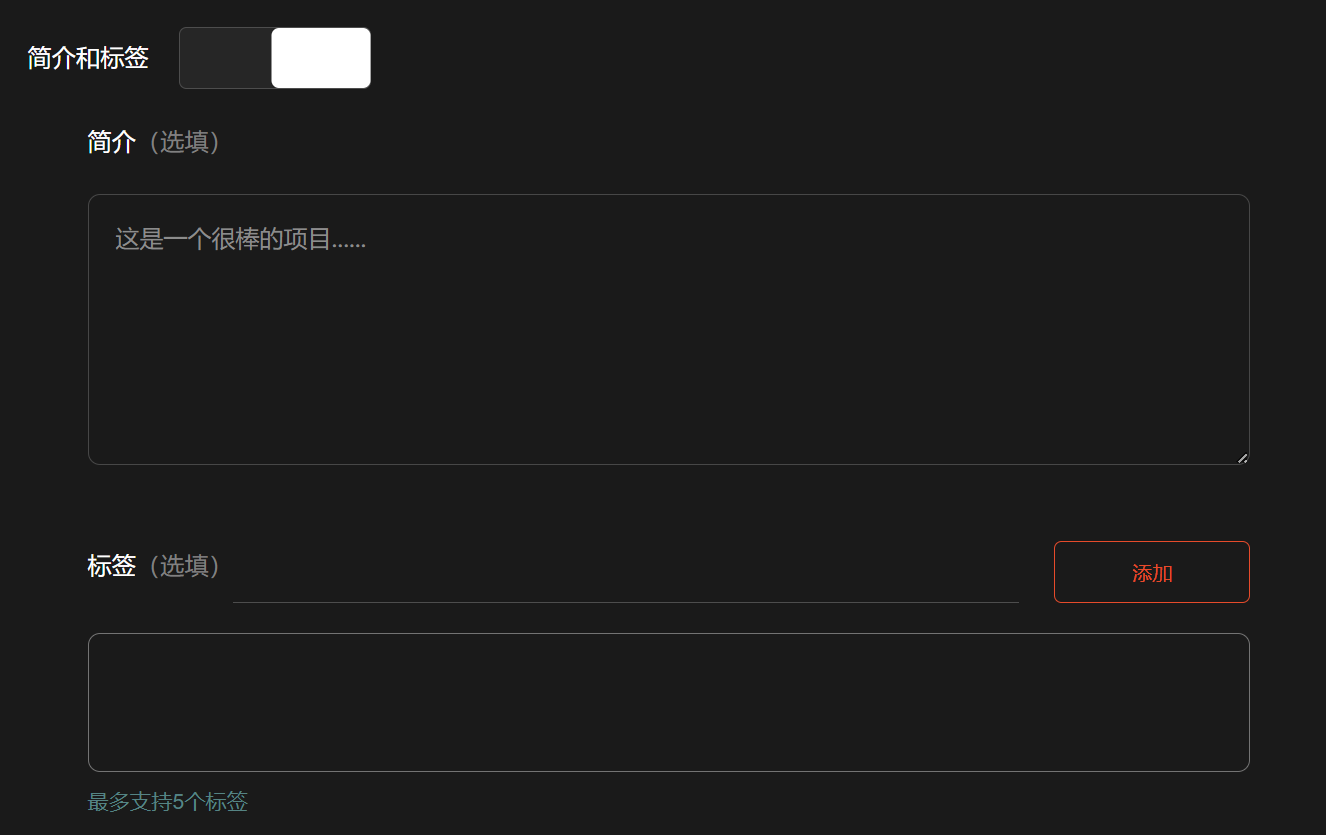 简介和标签
简介（选填）
这是一个很棒的项目......
标签（选填）
添加
最多支持5个标签